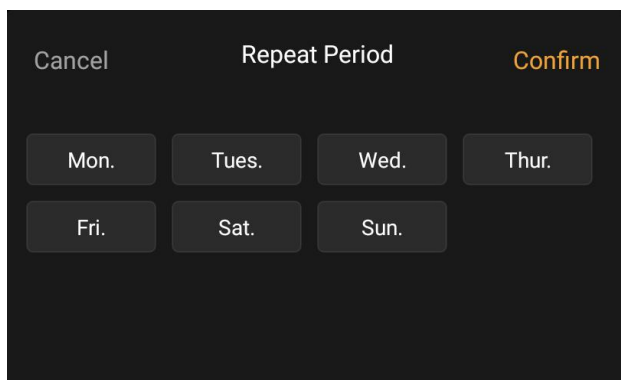 Cancel Repeat Period Confirm
Mon. Tues. Wed. Thur.
Fri. Sat. Sun.